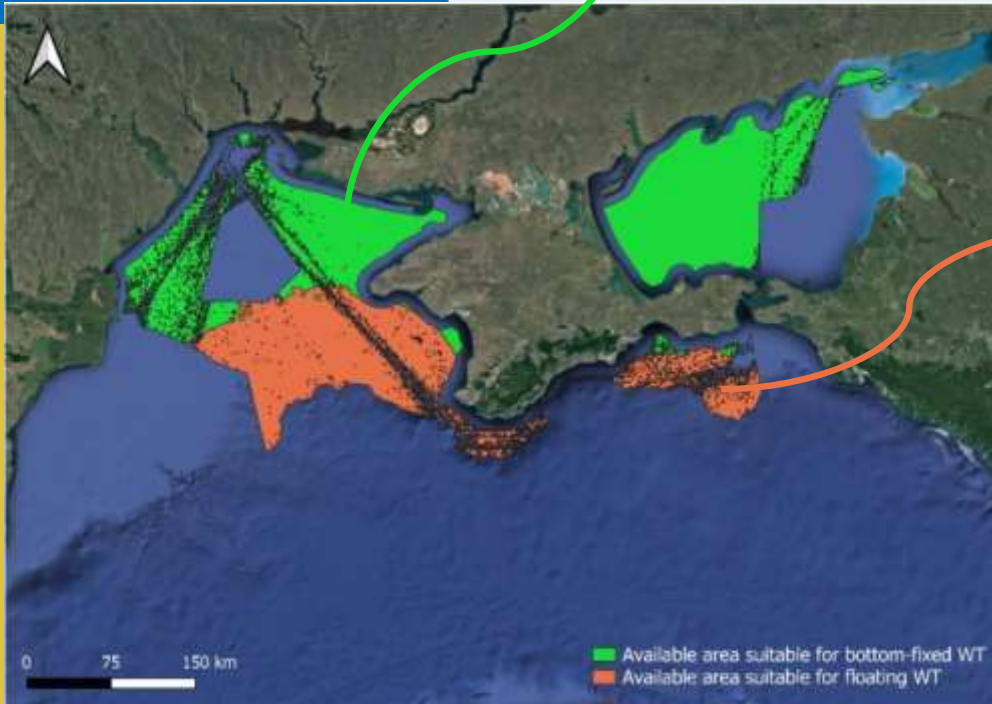 0 75 150 km
Available area suitable for bottom-fixed WT
Available area suitable for floating WT